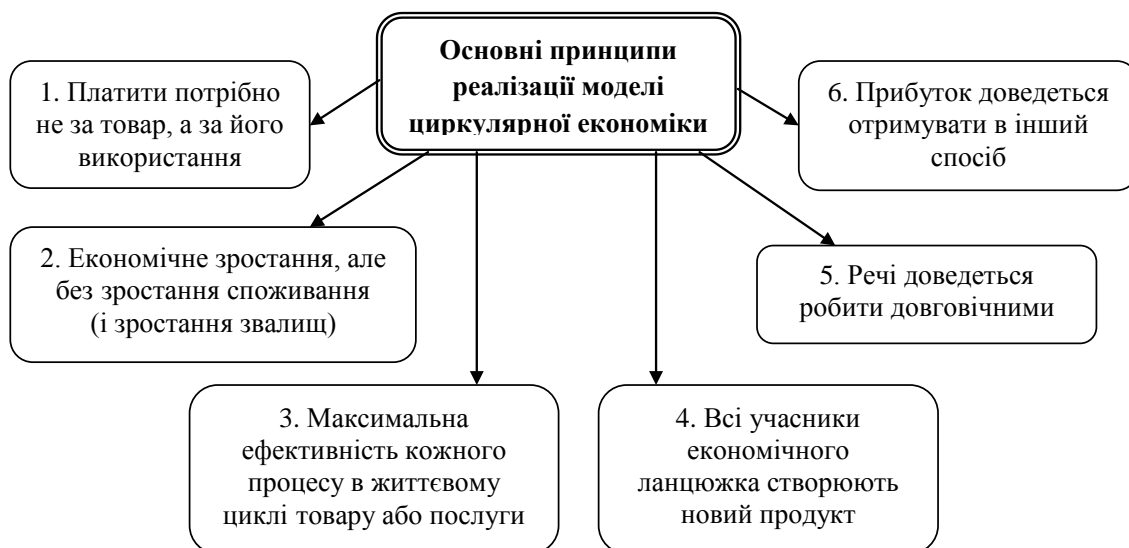 Основні принципи
реалізації моделі
циркулярної економіки
1. Платити потрібно
не за товар, а за його
використання
2. Економічне зростання, але
без зростання споживання
(і зростання звалищ)
3. Максимальна
ефективність кожного
процесу в життєвому
циклі товару або послуги
4. Всі учасники
економічного
ланцюжка створюють
новий продукт
5. Речі доведеться
робити довговічними
6. Прибуток доведеться
отримувати в інший
спосіб